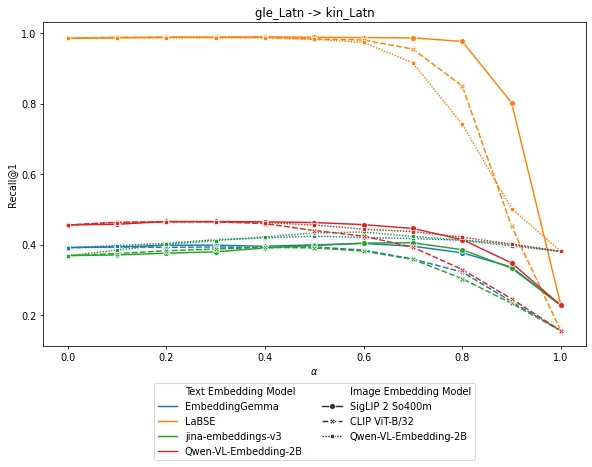 gle_Latn -> kin_Latn
Recall@1
1.0
0.8
0.6
0.4
0.2
0.0 0.2 0.4 0.6 0.8 1.0
α
Text Embedding Model
EmbeddingGemma
LaBSE
jina-embeddings-v3
Qwen-VL-Embedding-2B
Image Embedding Model
SigLIP 2 So400m
CLIP ViT-B/32
Qwen-VL-Embedding-2B